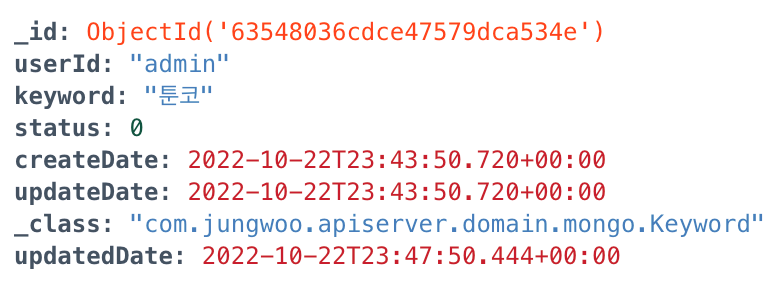 _id: ObjectId('63548036cdce47579dca534e')
userId: "admin"
keyword: "툰코"
status: 0
createDate: 2022-10-22T23:43:50.720+00:00
updateDate: 2022-10-22T23:43:50.720+00:00
_class: "com.jungwoo.apiserver.domain.mongo.Keyword"
updatedDate: 2022-10-22T23:47:50.444+00:00